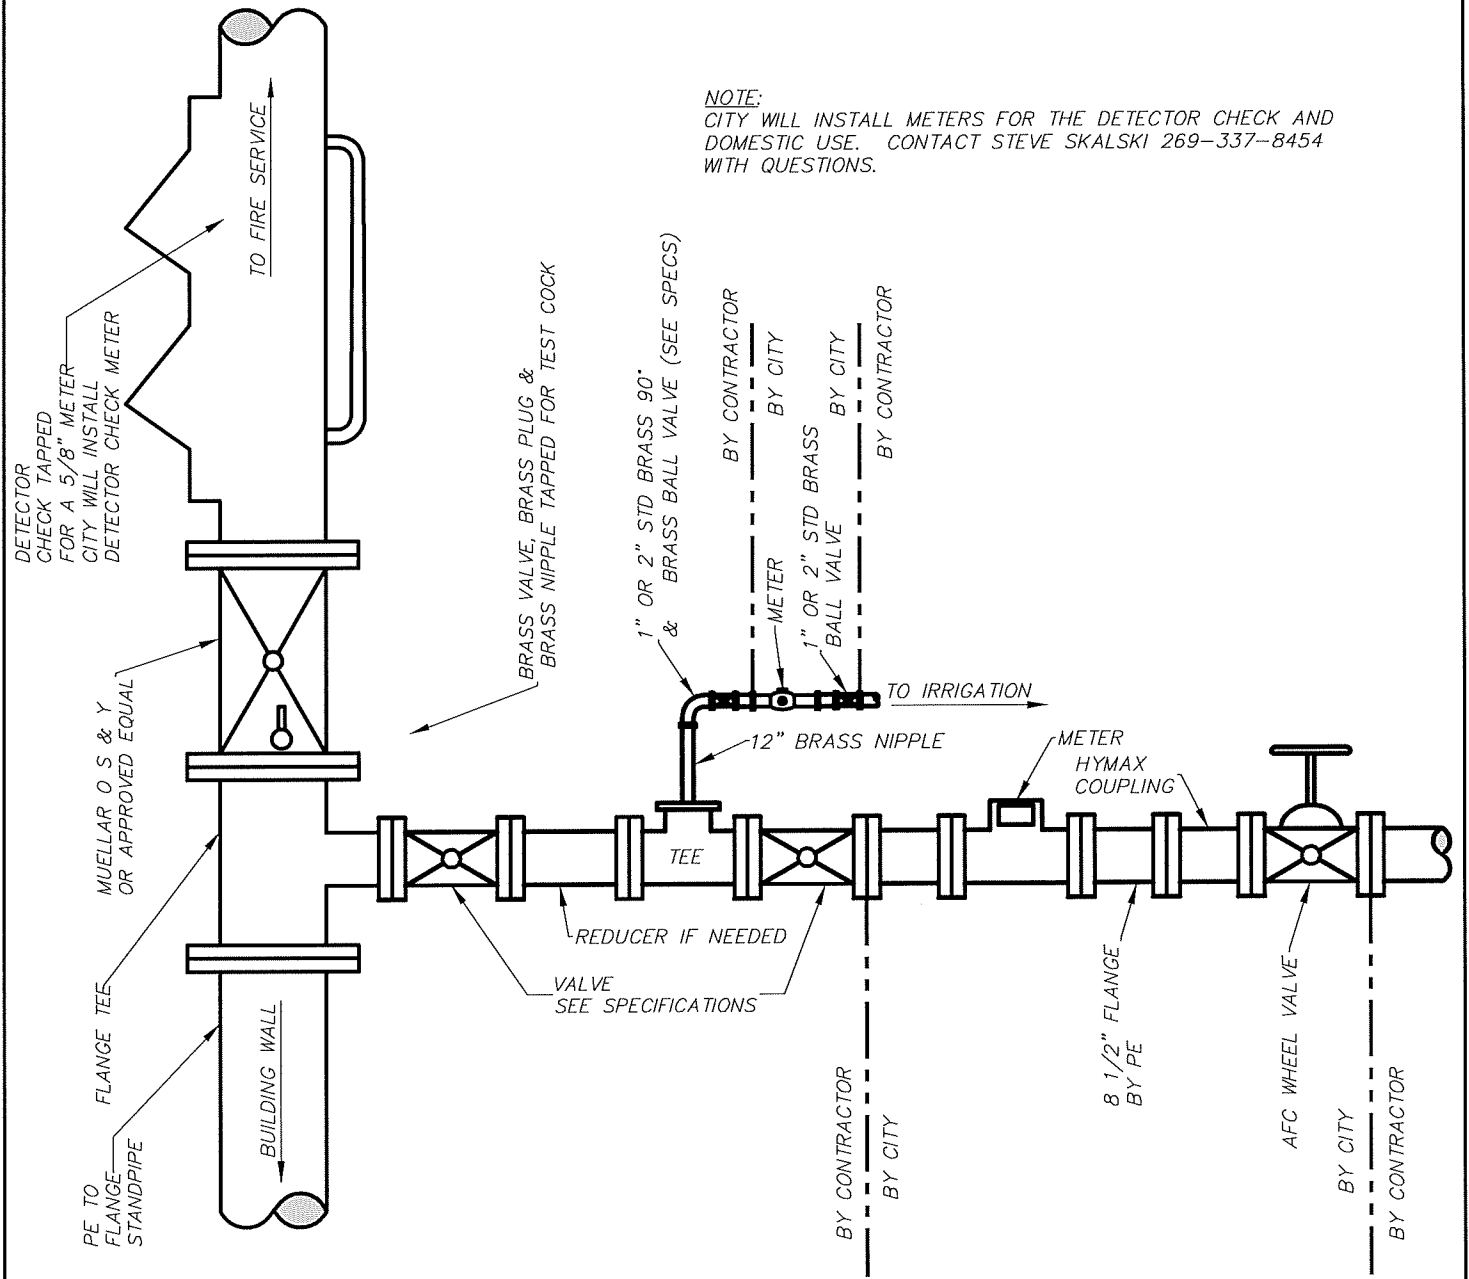 NOTE:
CITY WILL INSTALL METERS FOR THE DETECTOR CHECK AND
DOMESTIC USE. CONTACT STEVE SKALSKI 269-337-8454
WITH QUESTIONS.
TO FIRE SERVICE
DETECTOR
CHECK TAPPED
FOR A 5/8" METER
CITY WILL INSTALL
DETECTOR CHECK METER
MUELLAR O S & Y
OR APPROVED EQUAL
BRASS VALVE, BRASS PLUG &
BRASS NIPPLE TAPPED FOR TEST COCK
1" OR 2" STD BRASS 90°
& BRASS BALL VALVE (SEE SPECS)
BY CONTRACTOR
BY CITY
BY CITY
BY CONTRACTOR
METER
1" OR 2" STD BRASS
BALL VALVE
TO IRRIGATION
12" BRASS NIPPLE
METER
HYMAX
COUPLING
TEE
REDUCER IF NEEDED
VALVE
SEE SPECIFICATIONS
FLANGE TEE
PE TO
FLANGE
STANDPIPE
BUILDING WALL
BY CONTRACTOR
BY CITY
8 1/2" FLANGE
BY PE
AFC WHEEL VALVE
BY CITY
BY CONTRACTOR